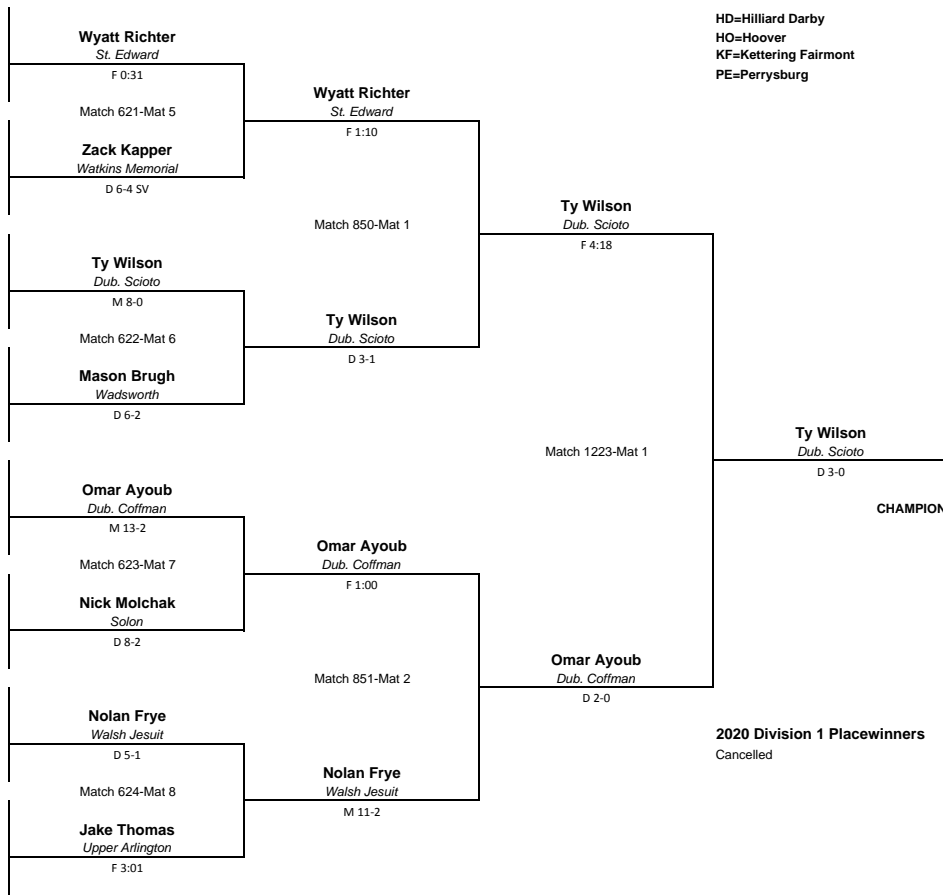 HD=Hilliard Darby
HO=Hoover
KF=Kettering Fairmont
PE=Perrysburg
Wyatt Richter
St. Edward
F 0:31
Match 621-Mat 5
Zack Kapper
Watkins Memorial
D 6-4 SV
Ty Wilson
Dub. Scioto
M 8-0
Match 622-Mat 6
Mason Brugh
Wadsworth
D 6-2
Omar Ayoub
Dub. Coffman
M 13-2
Match 623-Mat 7
Nick Molchak
Solon
D 8-2
Nolan Frye
Walsh Jesuit
D 5-1
Match 624-Mat 8
Jake Thomas
Upper Arlington
F 3:01
Wyatt Richter
St. Edward
F 1:10
Match 850-Mat 1
Ty Wilson
Dub. Scioto
D 3-1
Omar Ayoub
Dub. Coffman
F 1:00
Match 851-Mat 2
Nolan Frye
Walsh Jesuit
M 11-2
Ty Wilson
Dub. Scioto
F 4:18
Match 1223-Mat 1
Omar Ayoub
Dub. Coffman
D 2-0
Ty Wilson
Dub. Scioto
D 3-0
CHAMPION
2020 Division 1 Placewinners
Cancelled